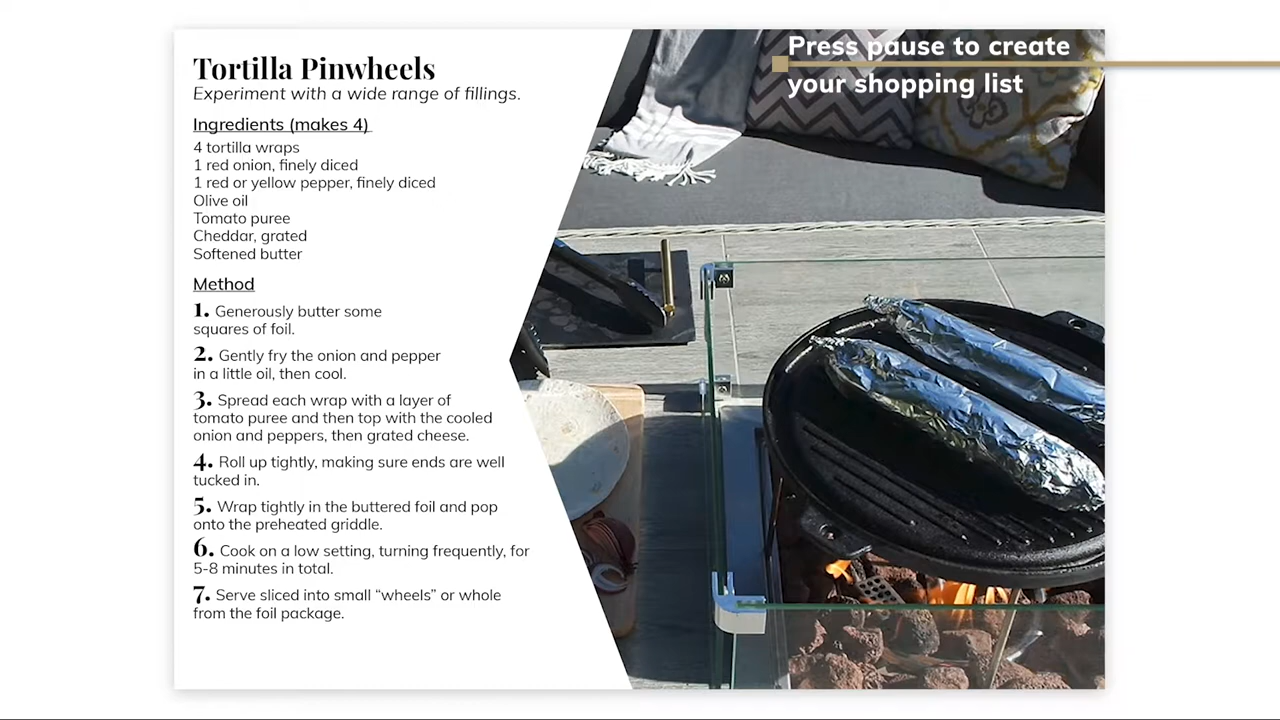 Tortilla Pinwheels
Experiment with a wide range of fillings.
Ingredients (makes 4)
4 tortilla wraps
1 red onion, finely diced
1 red or yellow pepper, finely diced
Olive oil
Tomato puree
Cheddar, grated
Softened butter
Method
1. Generously butter some
squares of foil.
2. Gently fry the onion and pepper
in a little oil, then cool.
3. Spread each wrap with a layer of
tomato puree and then top with the cooled
onion and peppers, then grated cheese.
4. Roll up tightly, making sure ends are well
tucked in.
5. Wrap tightly in the buttered foil and pop
onto the preheated griddle.
6. Cook on a low setting, turning frequently, for
5-8 minutes in total.
7. Serve sliced into small “wheels” or whole
from the foil package.
Press pause to create
your shopping list